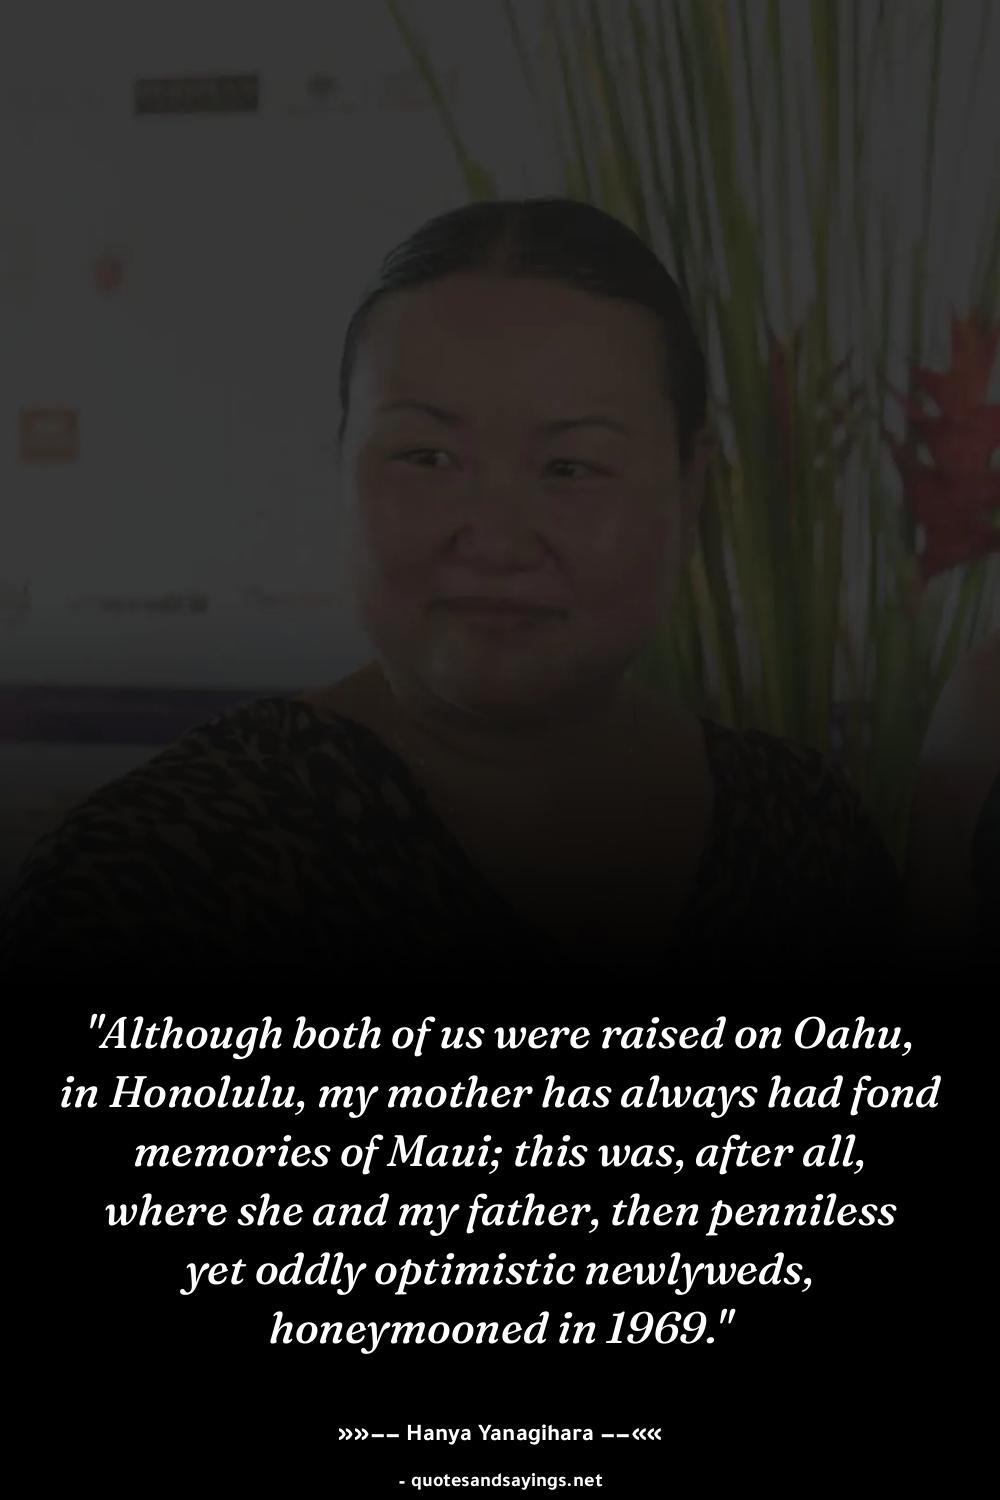 "Although both of us were raised on Oahu,
in Honolulu, my mother has always had fond
memories of Maui; this was, after all,
where she and my father, then penniless
yet oddly optimistic newlyweds,
honeymooned in 1969."
»»−− Hanya Yanagihara −−««
- quotesandsayings.net